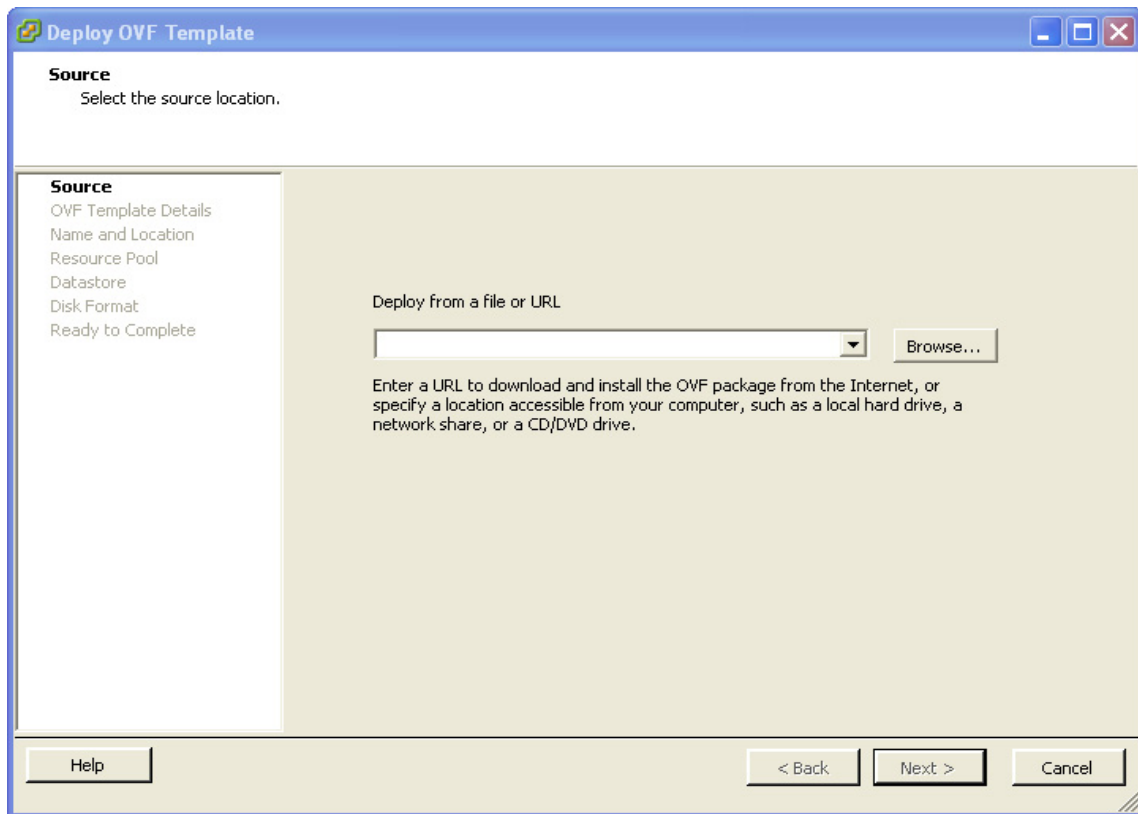 Deploy OVF Template
Source
Select the source location.
Source
OVF Template Details
Name and Location
Resource Pool
Datastore
Disk Format
Ready to Complete
Deploy from a file or URL
Browse...
Enter a URL to download and install the OVF package from the Internet, or
specify a location accessible from your computer, such as a local hard drive, a
network share, or a CD/DVD drive.
Help
< Back
Next >
Cancel